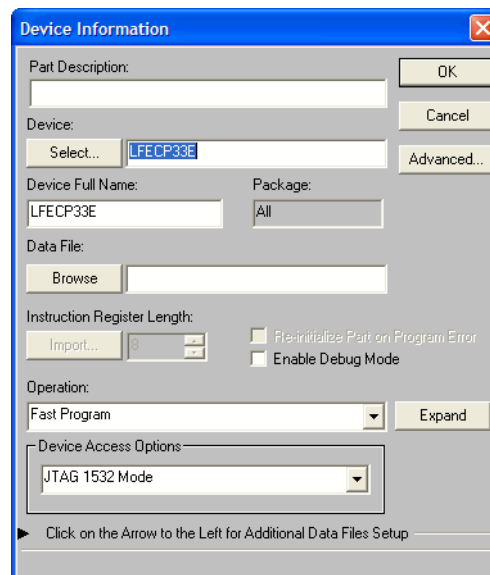 Device Information
Part Description:
OK
Device:
Cancel
Select...
LFECP33E
Advanced...
Device Full Name:
Package:
LFECP33E
All
Data File:
Browse
Instruction Register Length:
Import...
8
Re-initialize Part on Program Error
Enable Debug Mode
Operation:
Fast Program
Expand
Device Access Options
JTAG 1532 Mode
Click on the Arrow to the Left for Additional Data Files Setup